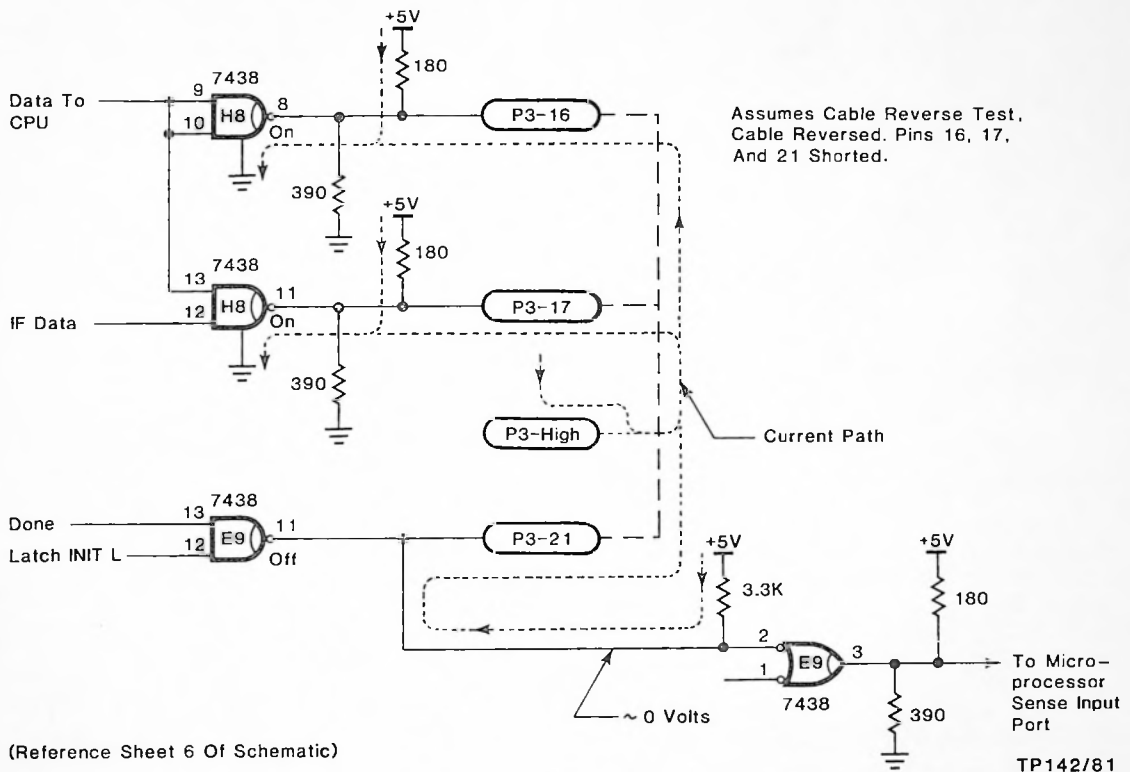 +5V
180
7438
9
10
H8
8
On
Data To
CPU
P3-16
Assumes Cable Reverse Test,
Cable Reversed. Pins 16, 17,
And 21 Shorted.
390
+5V
180
7438
13
12
H8
11
On
IF Data
P3-17
390
P3-High
Current Path
7438
Done
13
Latch INIT L
12
E9
11
Off
P3-21
+5V
3.3K
+5V
180
2
1
E9
3
7438
To Micro-
processor
Sense Input
Port
390
~ 0 Volts
(Reference Sheet 6 Of Schematic)
TP142/81